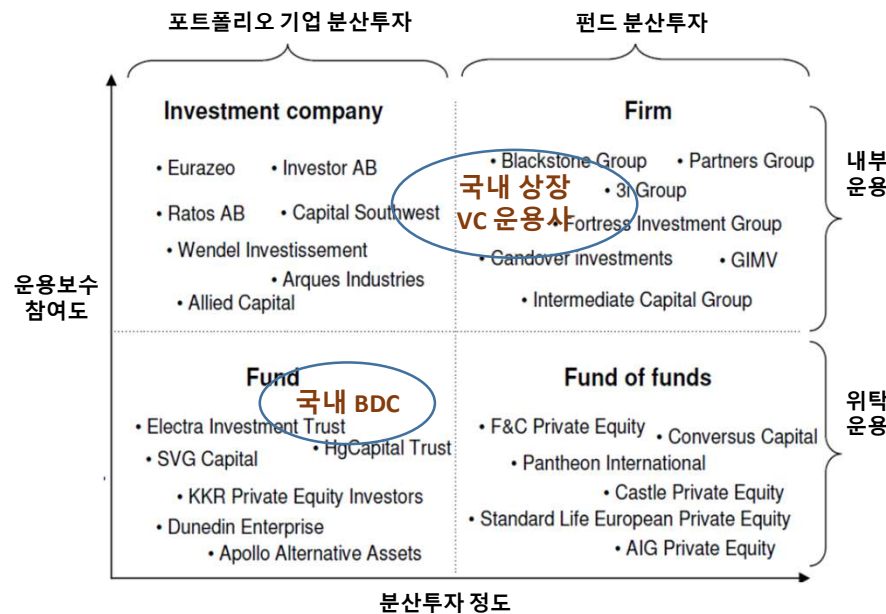 포트폴리오 기업 분산투자
펀드 분산투자
Investment company
• Eurazeo • Investor AB
• Ratos AB • Capital Southwest
• Wendel Investissement
• Arques Industries
• Allied Capital
Firm
• Blackstone Group • Partners Group
• 3i Group
• Fortress Investment Group
• Candover investments • GIMV
• Intermediate Capital Group
국내 상장
VC 운용사
내부
운용
운용보수
참여도
Fund
국내 BDC
• Electra Investment Trust
• HgCapital Trust
• SVG Capital
• KKR Private Equity Investors
• Dunedin Enterprise
• Apollo Alternative Assets
Fund of funds
• F&C Private Equity
• Conversus Capital
• Pantheon International
• Castle Private Equity
• Standard Life European Private Equity
• AIG Private Equity
위탁
운용
분산투자 정도